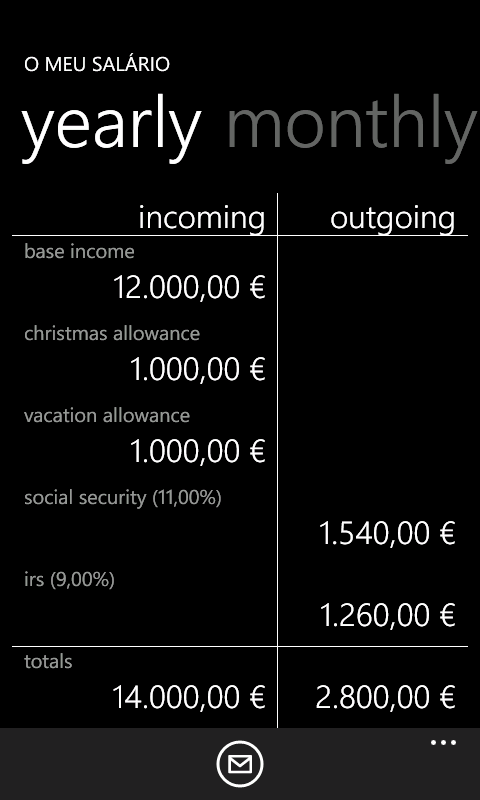 O MEU SALÁRIO
yearly monthly
incoming outgoing
base income
12.000,00 €
christmas allowance
1.000,00 €
vacation allowance
1.000,00 €
social security (11,00%)
1.540,00 €
irs (9,00%)
1.260,00 €
totals
14.000,00 € 2.800,00 €